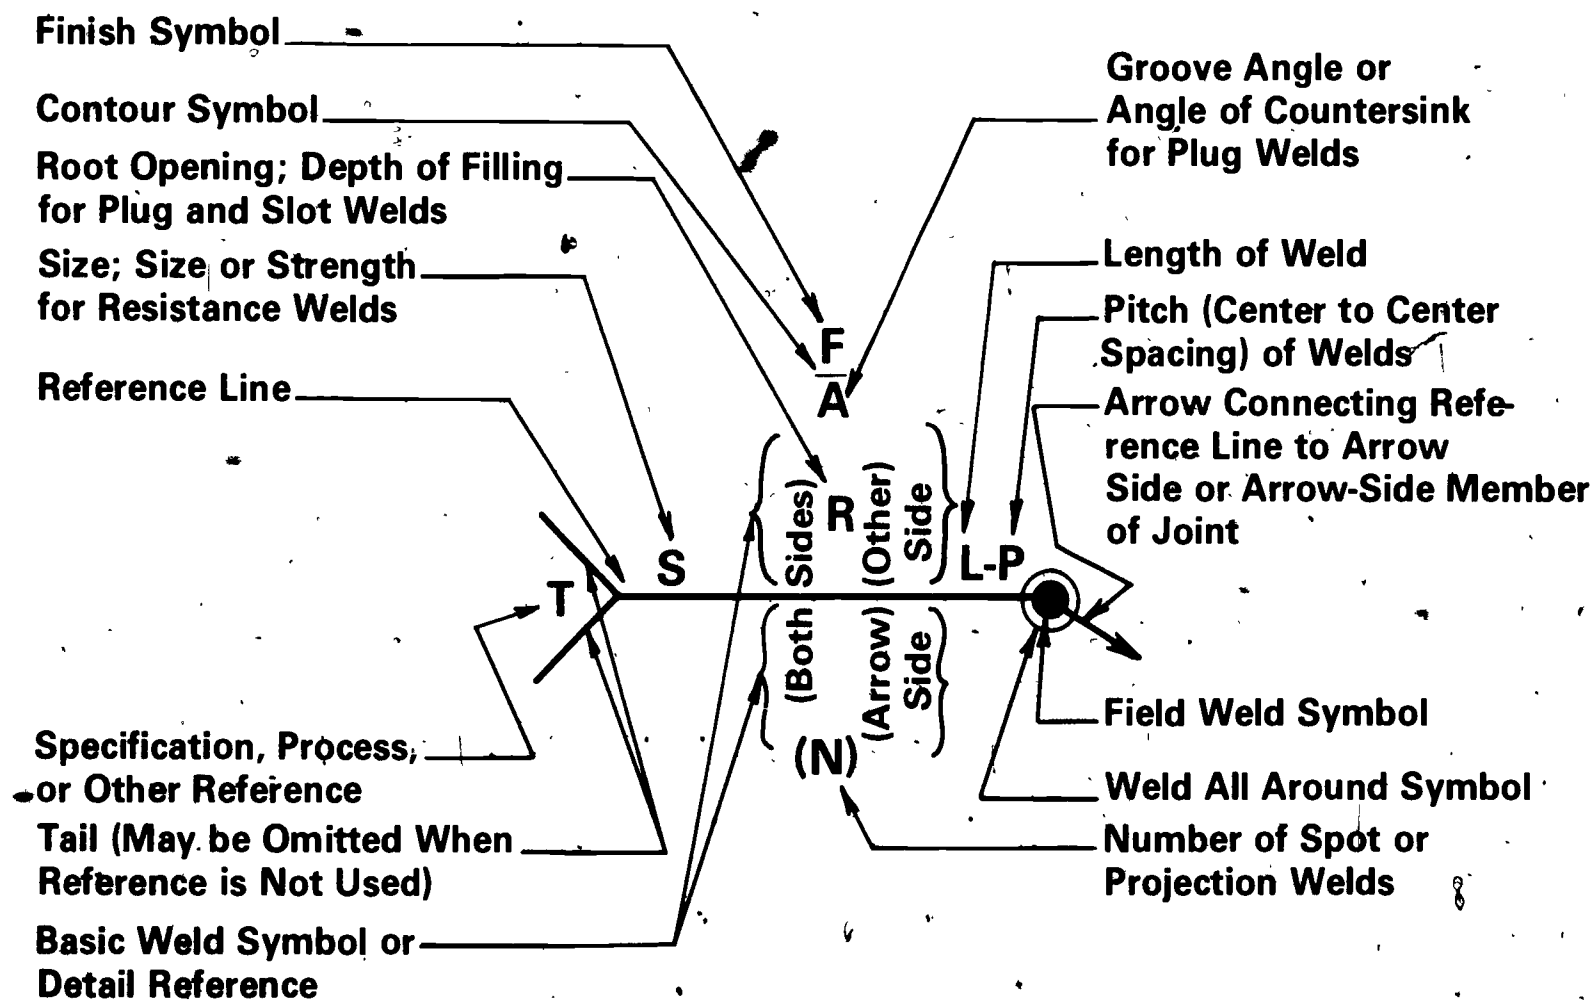 Finish Symbol
Contour Symbol
Root Opening; Depth of Filling
for Plug and Slot Welds
Size; Size or Strength
for Resistance Welds
Reference Line
Specification, Process,
or Other Reference
Tail (May be Omitted When
Reference is Not Used)
Basic Weld Symbol or
Detail Reference
F
A
R
S
T
L-P
(N)
(Both Sides)
(Other)
Side
(Arrow)
Side
Groove Angle or
Angle of Countersink
for Plug Welds
Length of Weld
Pitch (Center to Center
Spacing) of Welds
Arrow Connecting Refe-
rence Line to Arrow
Side or Arrow-Side Member
of Joint
Field Weld Symbol
Weld All Around Symbol
Number of Spot or
Projection Welds